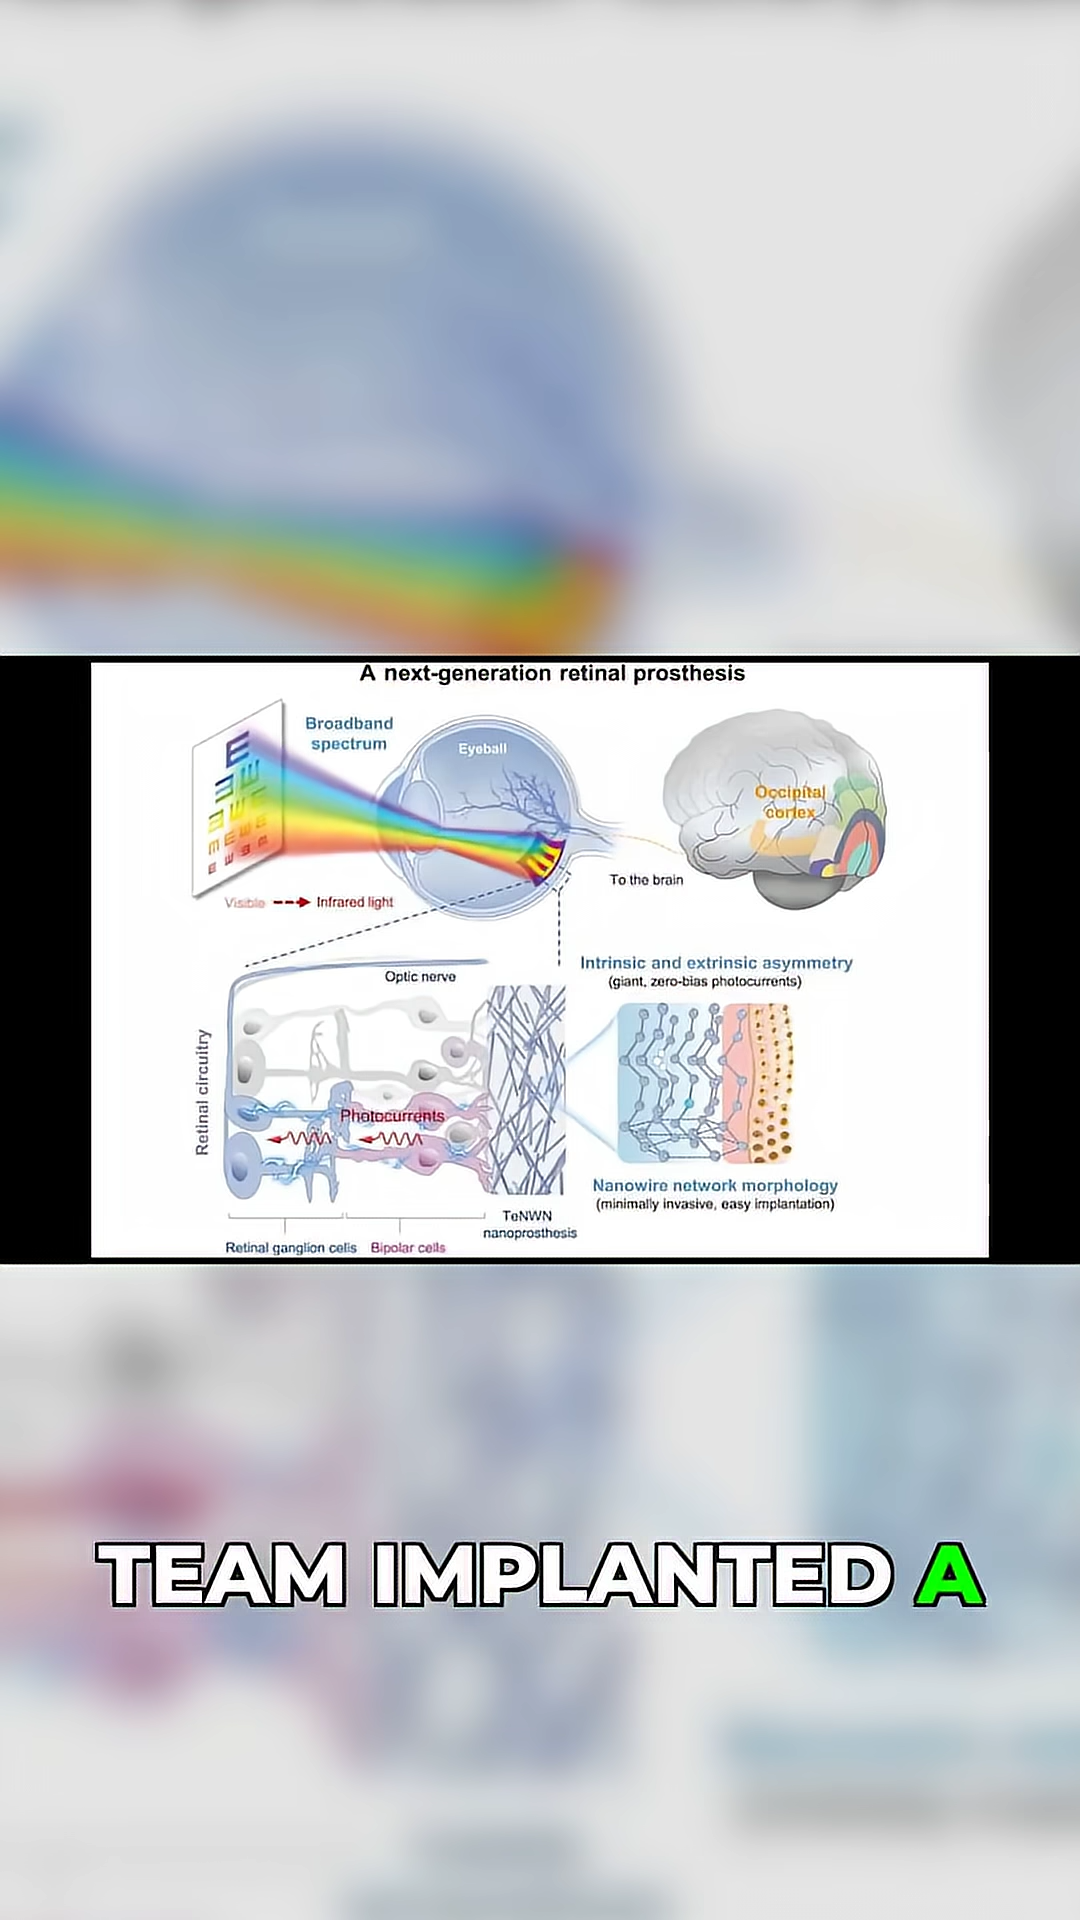 A next-generation retinal prosthesis
Broadband
spectrum
Eyeball
Occipital
cortex
To the brain
Visible
Infrared light
Optic nerve
Intrinsic and extrinsic asymmetry
(giant, zero-bias photocurrents)
Retinal circuitry
Photocurrents
Nanowire network morphology
(minimally invasive, easy implantation)
TeNWN
nanoprosthesis
Retinal ganglion cells
Bipolar cells
TEAM IMPLANTED A